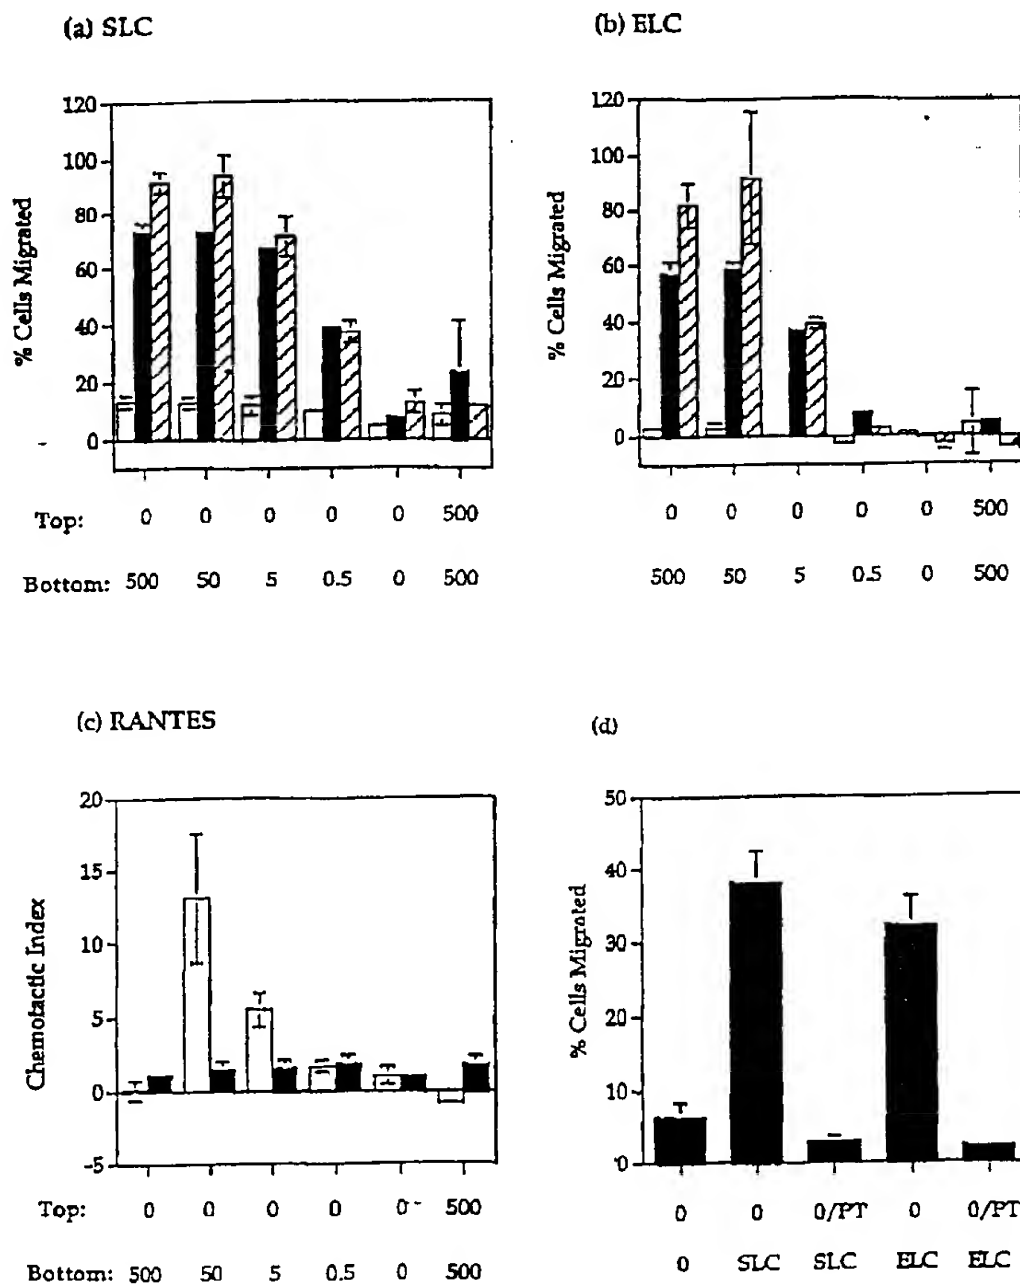 (a) SLC
(b) ELC
120
100
80
60
40
20
0
% Cells Migrated
Top: 0 0 0 0 0 500
Bottom: 500 50 5 0.5 0 500
120
100
80
60
40
20
0
% Cells Migrated
0 0 0 0 0 500
500 50 5 0.5 0 500
(c) RANTES
(d)
20
15
10
5
0
-5
Chemotactic Index
Top: 0 0 0 0 0 500
Bottom: 500 50 5 0.5 0 500
50
40
30
20
10
0
% Cells Migrated
0 0 0/PT 0 0/PT
0 SLC SLC ELC ELC